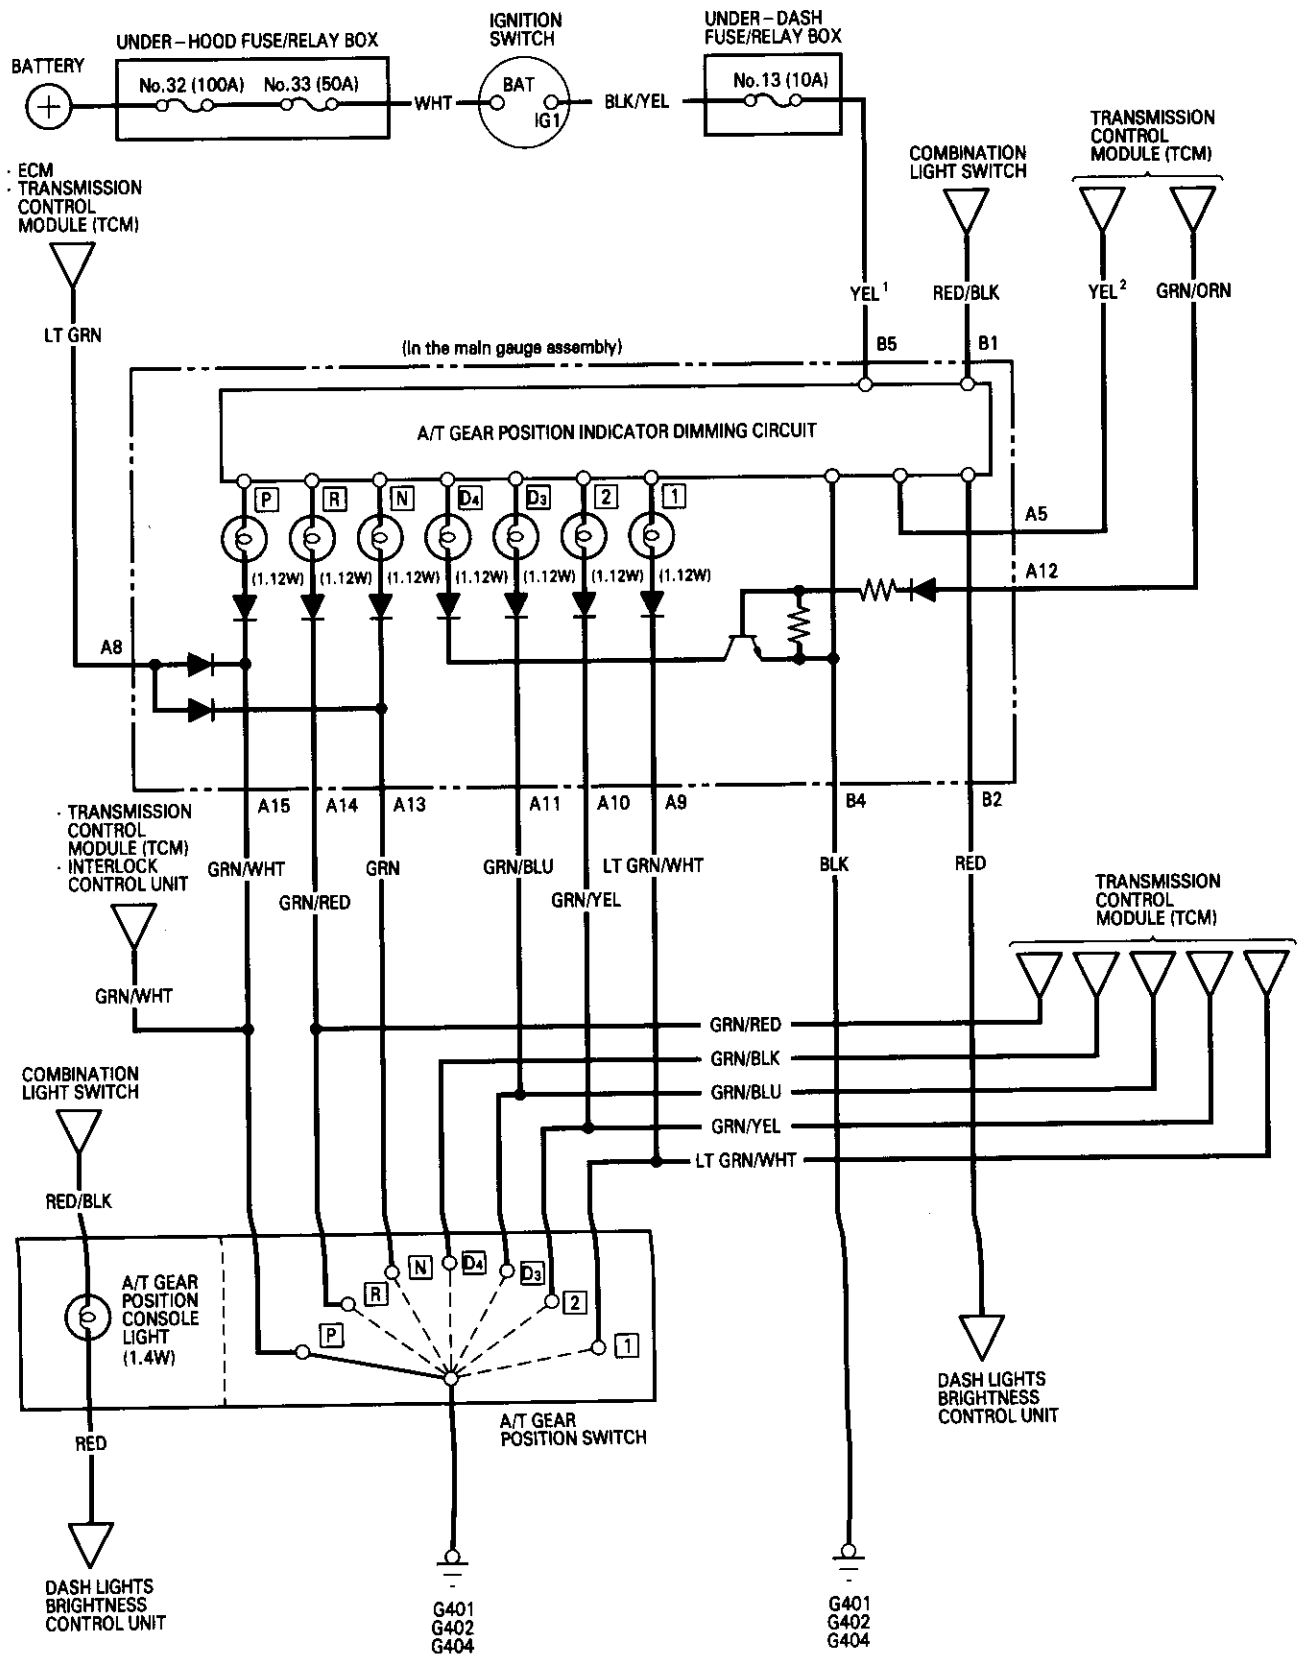 UNDER-HOOD FUSE/RELAY BOX
IGNITION
SWITCH
UNDER-DASH
FUSE/RELAY BOX
BATTERY
No.32 (100A)
No.33 (50A)
WHT
BAT
IG1
BLK/YEL
No.13 (10A)
TRANSMISSION
CONTROL
MODULE (TCM)
COMBINATION
LIGHT SWITCH
· ECM
· TRANSMISSION
CONTROL
MODULE (TCM)
LT GRN
YEL¹
RED/BLK
YEL²
GRN/ORN
(In the main gauge assembly)
B5
B1
A/T GEAR POSITION INDICATOR DIMMING CIRCUIT
P
R
N
D4
D3
2
1
A5
(1.12W)
(1.12W)
(1.12W)
(1.12W)
(1.12W)
(1.12W)
(1.12W)
A12
A8
A15
A14
A13
A11
A10
A9
B4
B2
· TRANSMISSION
CONTROL
MODULE (TCM)
· INTERLOCK
CONTROL UNIT
GRN/WHT
GRN/RED
GRN
GRN/BLU
GRN/YEL
LT GRN/WHT
BLK
RED
TRANSMISSION
CONTROL
MODULE (TCM)
GRN/WHT
GRN/RED
GRN/BLK
GRN/BLU
GRN/YEL
LT GRN/WHT
COMBINATION
LIGHT SWITCH
RED/BLK
A/T GEAR
POSITION
CONSOLE
LIGHT
(1.4W)
P
R
N
D4
D3
2
1
A/T GEAR
POSITION SWITCH
RED
DASH LIGHTS
BRIGHTNESS
CONTROL UNIT
DASH LIGHTS
BRIGHTNESS
CONTROL UNIT
G401
G402
G404
G401
G402
G404